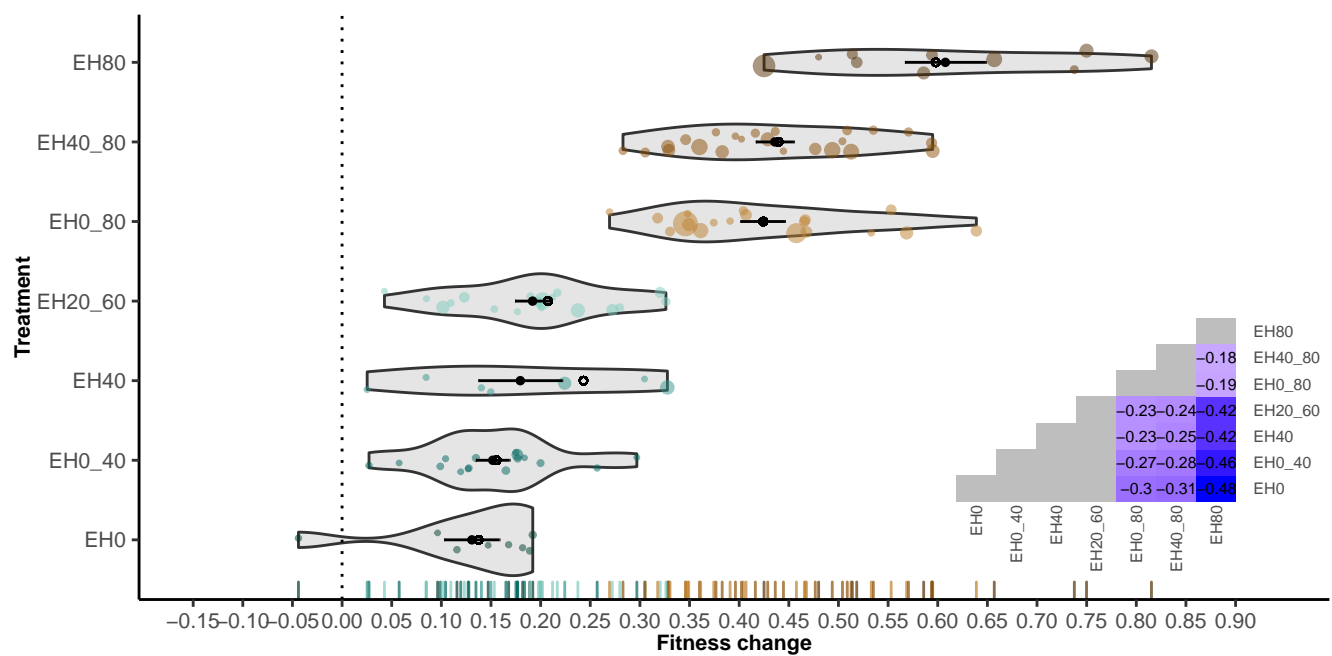 Treatment
EH80
EH40_80
EH0_80
EH20_60
EH40
EH0_40
EH0
−0.15 −0.10 −0.05 0.00 0.05 0.10 0.15 0.20 0.25 0.30 0.35 0.40 0.45 0.50 0.55 0.60 0.65 0.70 0.75 0.80 0.85 0.90
Fitness change
EH80
−0.18 EH40_80
−0.19 EH0_80
−0.23 −0.24 −0.42 EH20_60
−0.23 −0.25 −0.42 EH40
−0.27 −0.28 −0.46 EH0_40
−0.3 −0.31 −0.48 EH0
EH0
EH0_40
EH40
EH20_60
EH0_80
EH40_80
EH80